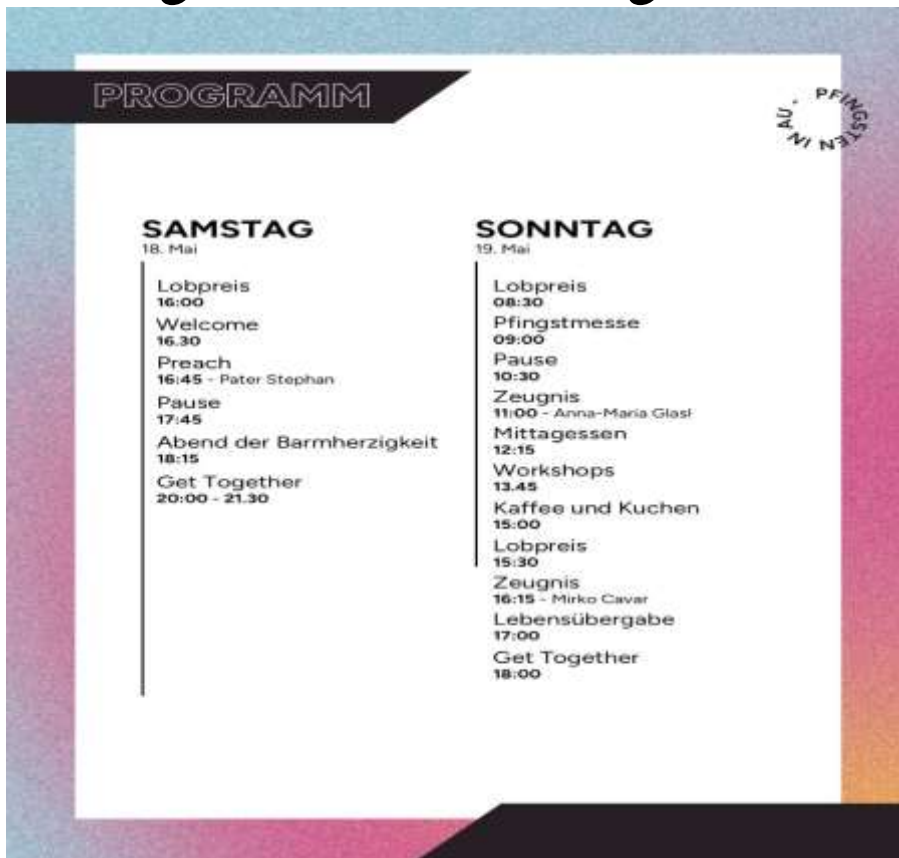 PROGRAMM
PFINGSTEN IN AU.
SAMSTAG
18. Mai
Lobpreis
16:00
Welcome
16.30
Preach
16:45 - Pater Stephan
Pause
17:45
Abend der Barmherzigkeit
18:15
Get Together
20:00 - 21.30
SONNTAG
19. Mai
Lobpreis
08:30
Pfingstmesse
09:00
Pause
10:30
Zeugnis
11:00 - Anna-Maria Glasl
Mittagessen
12:15
Workshops
13.45
Kaffee und Kuchen
15:00
Lobpreis
15:30
Zeugnis
16:15 - Mirko Cavar
Lebensübergabe
17:00
Get Together
18:00